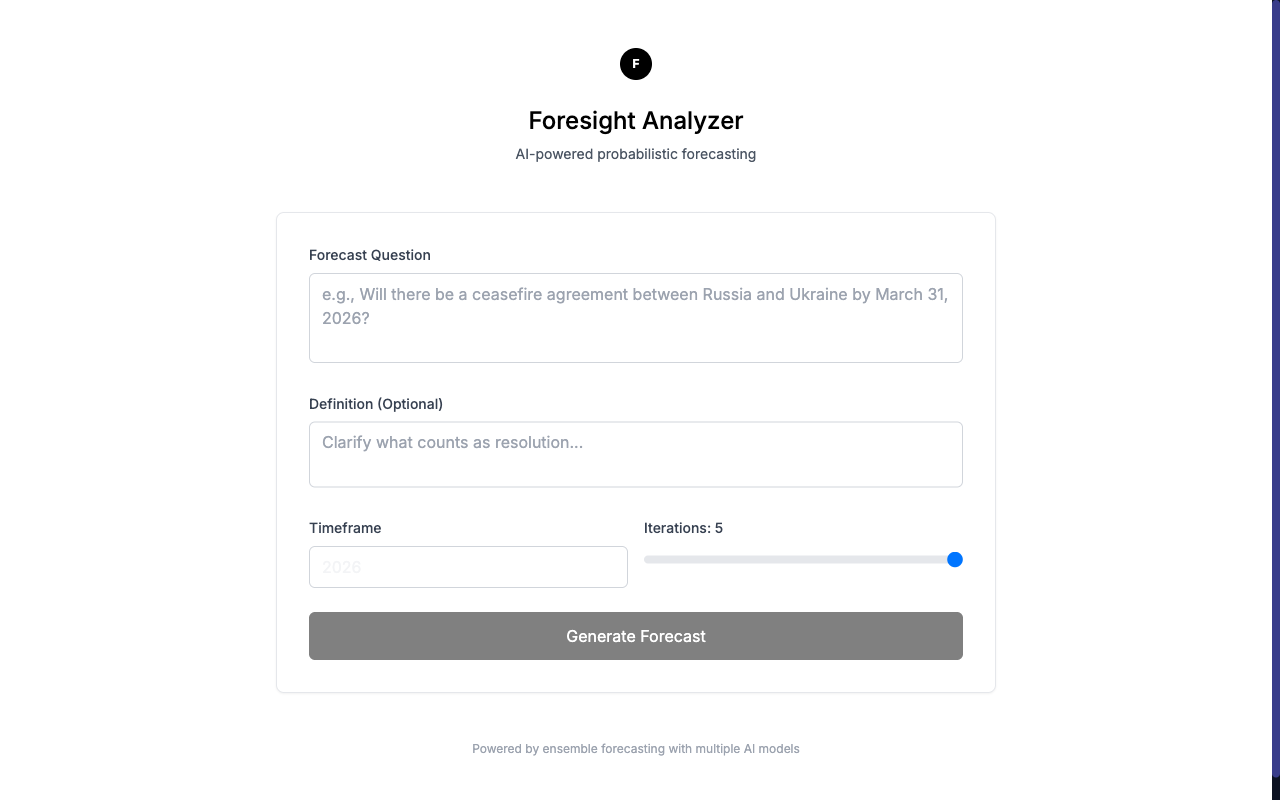 F
Foresight Analyzer
AI-powered probabilistic forecasting
Forecast Question
e.g., Will there be a ceasefire agreement between Russia and Ukraine by March 31,
2026?
Definition (Optional)
Clarify what counts as resolution...
Timeframe
Iterations: 5
2026
Generate Forecast
Powered by ensemble forecasting with multiple AI models